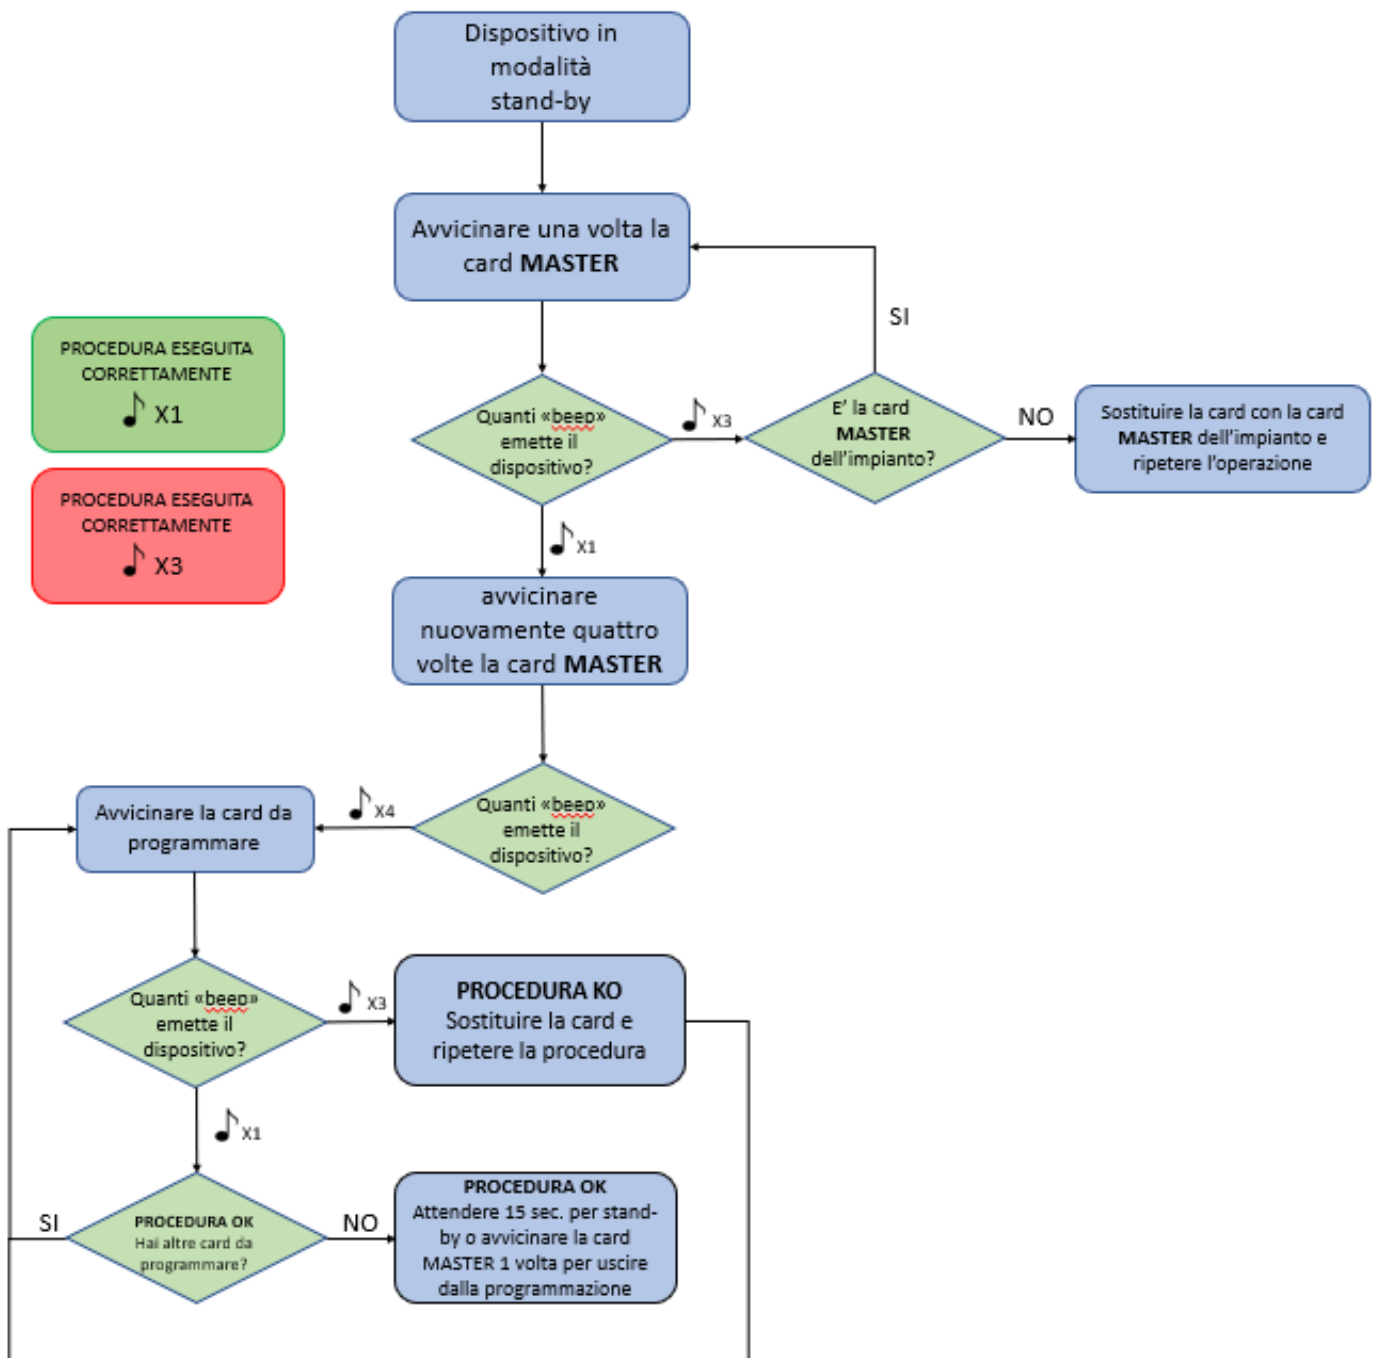 Dispositivo in
modalità
stand-by
Avvicinare una volta la
card MASTER
SI
PROCEDURA ESEGUITA
CORRETTAMENTE
X1
Quanti «beep»
emette il
dispositivo?
X3
E' la card
MASTER
dell'impianto?
NO
Sostituire la card con la card
MASTER dell'impianto e
ripetere l'operazione
PROCEDURA ESEGUITA
CORRETTAMENTE
X3
X1
avvicinare
nuovamente quattro
volte la card MASTER
Avvicinare la card da
programmare
X4
Quanti «beep»
emette il
dispositivo?
Quanti «beep»
emette il
dispositivo?
X3
PROCEDURA KO
Sostituire la card e
ripetere la procedura
X1
SI
PROCEDURA OK
Hai altre card da
programmare?
NO
PROCEDURA OK
Attendere 15 sec. per stand-
by o avvicinare la card
MASTER 1 volta per uscire
dalla programmazione